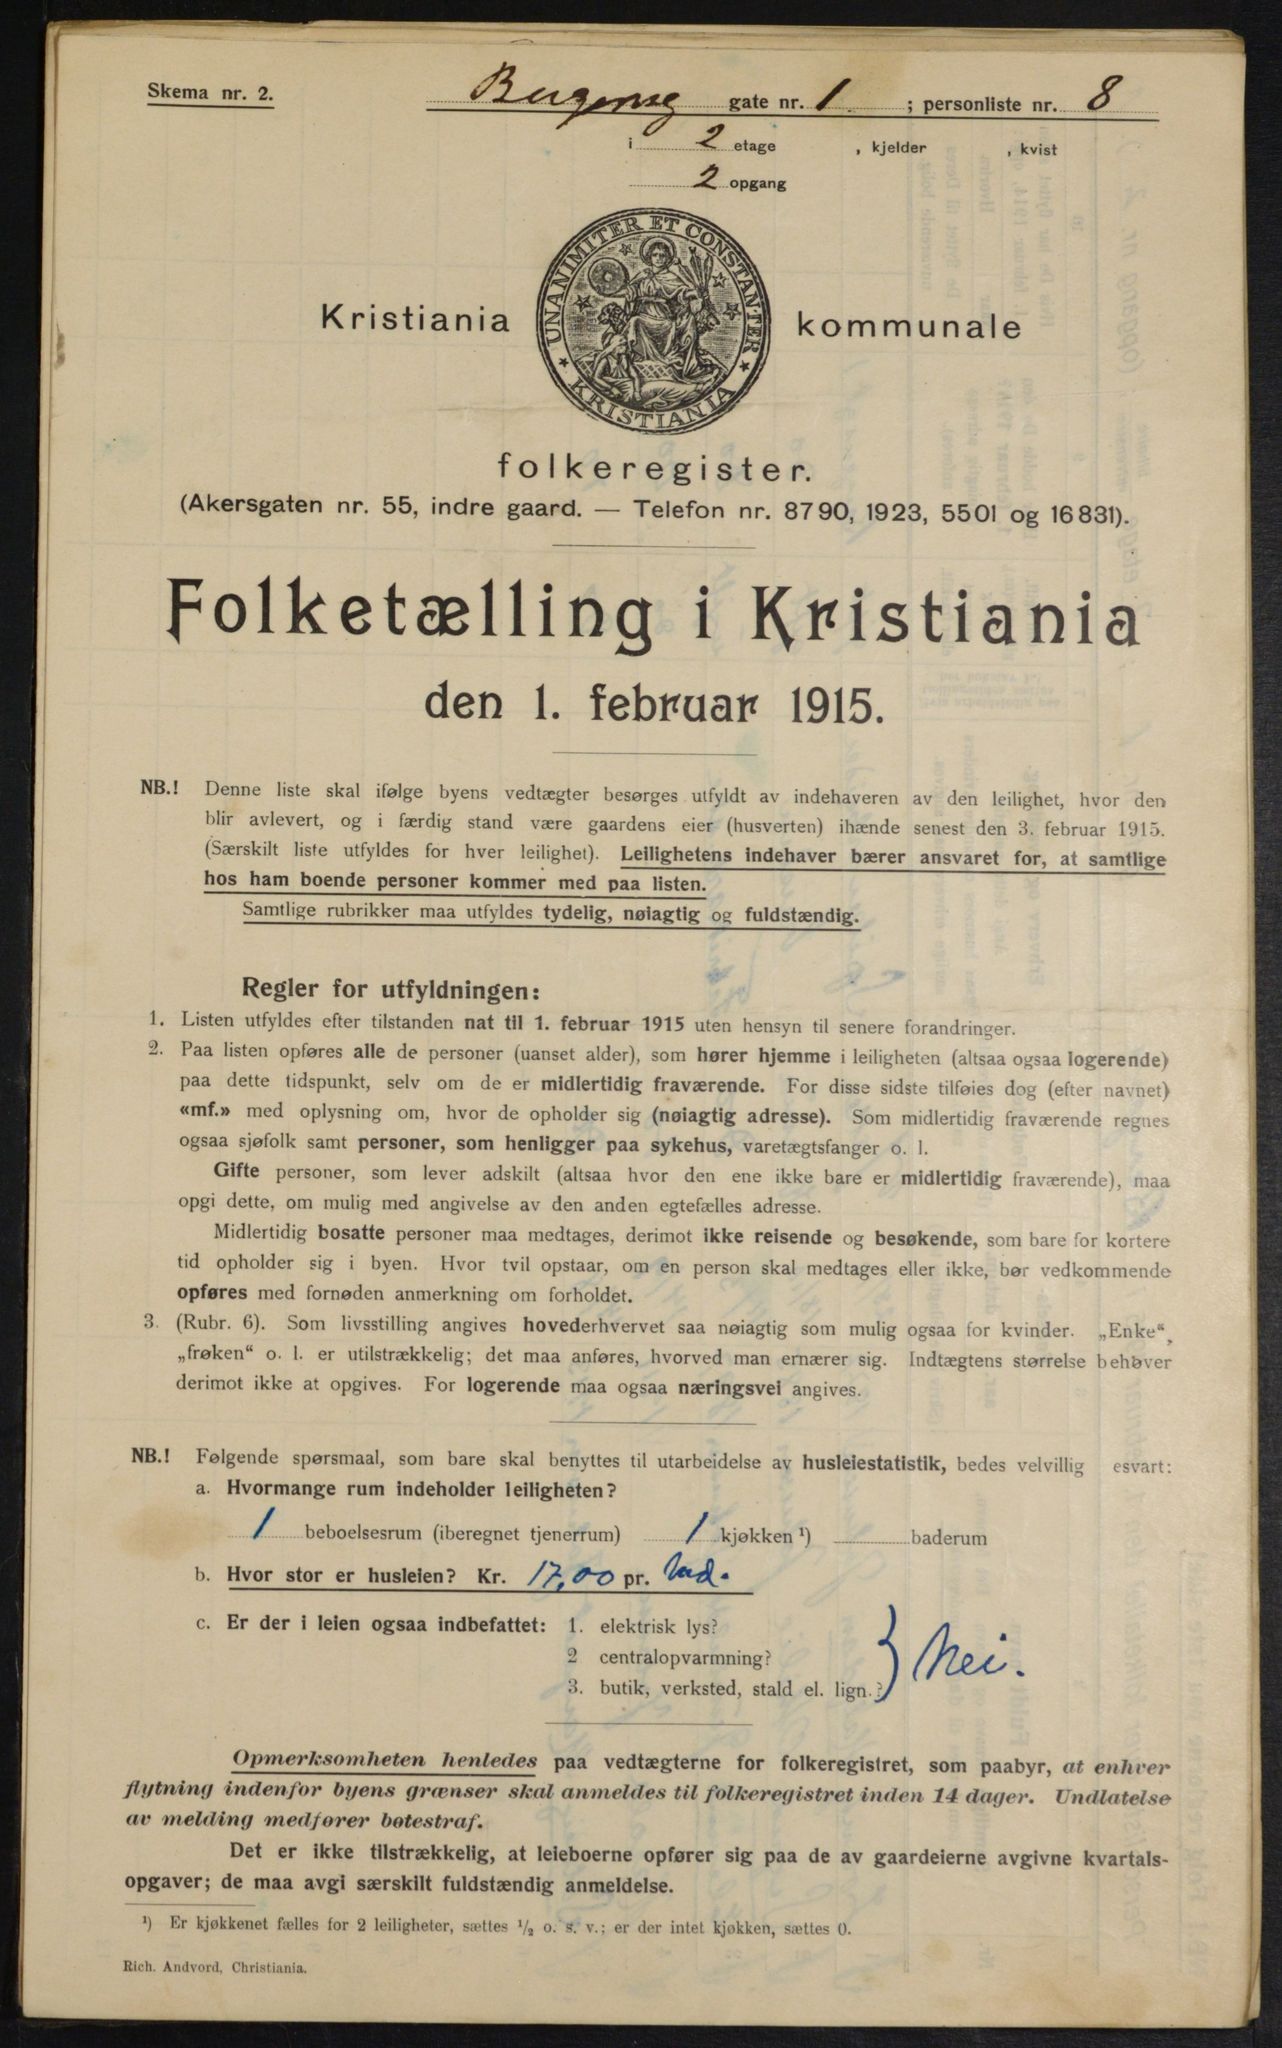 Skema nr. 2.
Bergensg gate nr. 1 ; personliste nr. 8
i 2 etage , kjelder , kvist
2 opgang
UNANIMITER ET CONSTANTER
★ KRISTIANIA ★
Kristiania kommunale
folkeregister.
(Akersgaten nr. 55, indre gaard. — Telefon nr. 8790, 1923, 5501 og 16831).
Folketælling i Kristiania
den 1. februar 1915.
NB.! Denne liste skal ifølge byens vedtægter besørges utfyldt av indehaveren av den leilighet, hvor den
blir avlevert, og i færdig stand være gaardens eier (husverten) ihænde senest den 3. februar 1915.
(Særskilt liste utfyldes for hver leilighet). Leilighetens indehaver bærer ansvaret for, at samtlige
hos ham boende personer kommer med paa listen.
Samtlige rubrikker maa utfyldes tydelig, nøiagtig og fuldstændig.
Regler for utfyldningen:
1. Listen utfyldes efter tilstanden nat til 1. februar 1915 uten hensyn til senere forandringer.
2. Paa listen opføres alle de personer (uanset alder), som hører hjemme i leiligheten (altsaa ogsaa logerende)
paa dette tidspunkt, selv om de er midlertidig fraværende. For disse sidste tilføies dog (efter navnet)
«mf.» med oplysning om, hvor de opholder sig (nøiagtig adresse). Som midlertidig fraværende regnes
ogsaa sjøfolk samt personer, som henligger paa sykehus, varetægtsfanger o. l.
Gifte personer, som lever adskilt (altsaa hvor den ene ikke bare er midlertidig fraværende), maa
opgi dette, om mulig med angivelse av den anden egtefælles adresse.
Midlertidig bosatte personer maa medtages, derimot ikke reisende og besøkende, som bare for kortere
tid opholder sig i byen. Hvor tvil opstaar, om en person skal medtages eller ikke, bør vedkommende
opføres med fornøden anmerkning om forholdet.
3. (Rubr. 6). Som livsstilling angives hovederhvervet saa nøiagtig som mulig ogsaa for kvinder. „Enke“,
„frøken“ o. l. er utilstrækkelig; det maa anføres, hvorved man ernærer sig. Indtægtens størrelse behøver
derimot ikke at opgives. For logerende maa ogsaa næringsvei angives.
NB.! Følgende spørsmaal, som bare skal benyttes til utarbeidelse av husleiestatistik, bedes velvillig esvart:
a. Hvormange rum indeholder leiligheten?
1 beboelsesrum (iberegnet tjenerrum) 1 kjøkken ¹) baderum
b. Hvor stor er husleien? Kr. 17,00 pr. Md.
c. Er der i leien ogsaa indbefattet: 1. elektrisk lys?
2 centralopvarmning?
3. butik, verksted, stald el. lign.?
} Nei.
Opmerksomheten henledes paa vedtægterne for folkeregistret, som paabyr, at enhver
flytning indenfor byens grænser skal anmeldes til folkeregistret inden 14 dager. Undlatelse
av melding medfører bøtestraf.
Det er ikke tilstrækkelig, at leieboerne opfører sig paa de av gaardeierne avgivne kvartals-
opgaver; de maa avgi særskilt fuldstændig anmeldelse.
¹) Er kjøkkenet fælles for 2 leiligheter, sættes ½ o. s. v.; er der intet kjøkken, sættes 0.
Rich. Andvord, Christiania.